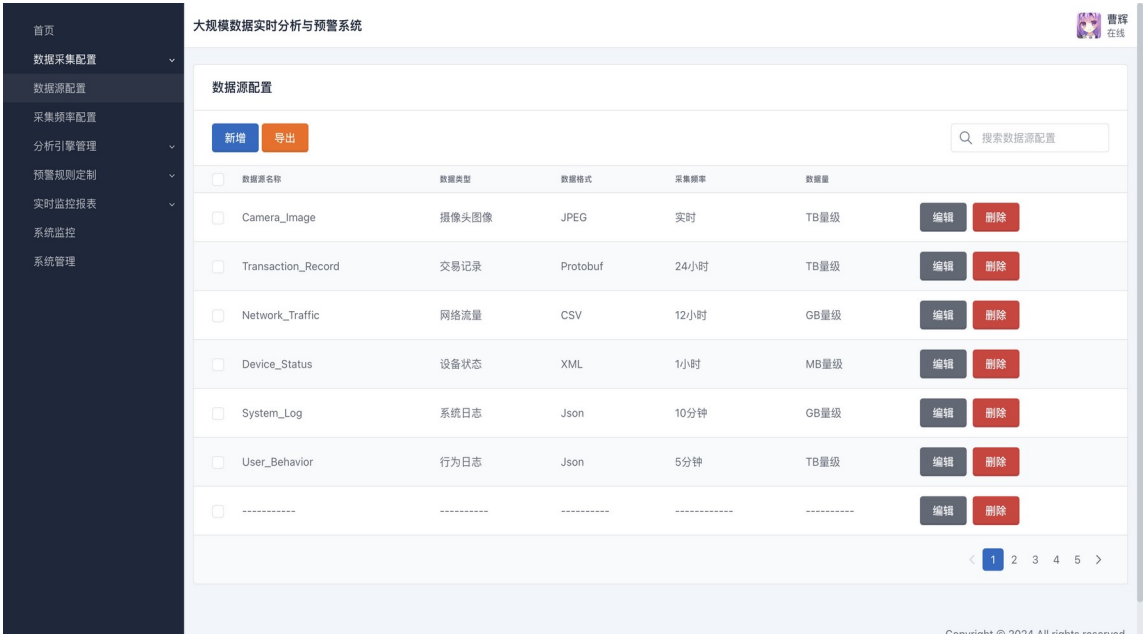 首页
数据采集配置
数据源配置
采集频率配置
分析引擎管理
预警规则定制
实时监控报表
系统监控
系统管理
大规模数据实时分析与预警系统
曹辉
在线
数据源配置
新增 导出 搜索数据源配置
数据源名称 数据类型 数据格式 采集频率 数据量
Camera_Image 摄像头图像 JPEG 实时 TB量级 编辑 删除
Transaction_Record 交易记录 Protobuf 24小时 TB量级 编辑 删除
Network_Traffic 网络流量 CSV 12小时 GB量级 编辑 删除
Device_Status 设备状态 XML 1小时 MB量级 编辑 删除
System_Log 系统日志 Json 10分钟 GB量级 编辑 删除
User_Behavior 行为日志 Json 5分钟 TB量级 编辑 删除
----------- ---------- ---------- ------------ ---------- 编辑 删除
1 2 3 4 5
Copyright © 2024 All rights reserved